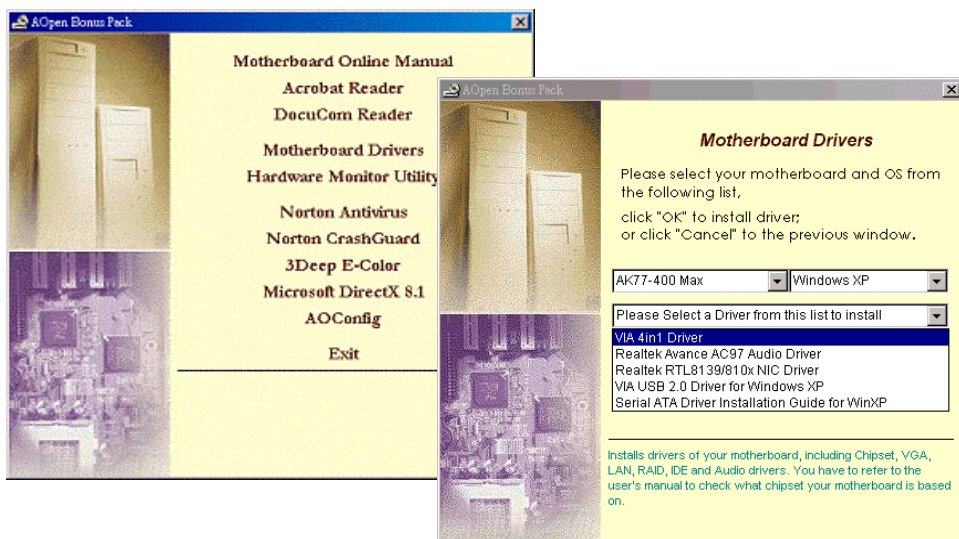 AOpen Bonus Pack
Motherboard Online Manual
Acrobat Reader
DocuCom Reader
Motherboard Drivers
Hardware Monitor Utility
Norton Antivirus
Norton CrashGuard
3Deep E-Color
Microsoft DirectX 8.1
AOConfig
Exit
AOpen Bonus Pack
Motherboard Drivers
Please select your motherboard and OS from
the following list,
click "OK" to install driver;
or click "Cancel" to the previous window.
AK77-400 Max Windows XP
Please Select a Driver from this list to install
VIA 4in1 Driver
Realtek Avance AC97 Audio Driver
Realtek RTL8139/810x NIC Driver
VIA USB 2.0 Driver for Windows XP
Serial ATA Driver Installation Guide for WinXP
Installs drivers of your motherboard, including Chipset, VGA,
LAN, RAID, IDE and Audio drivers. You have to refer to the
user's manual to check what chipset your motherboard is based
on.